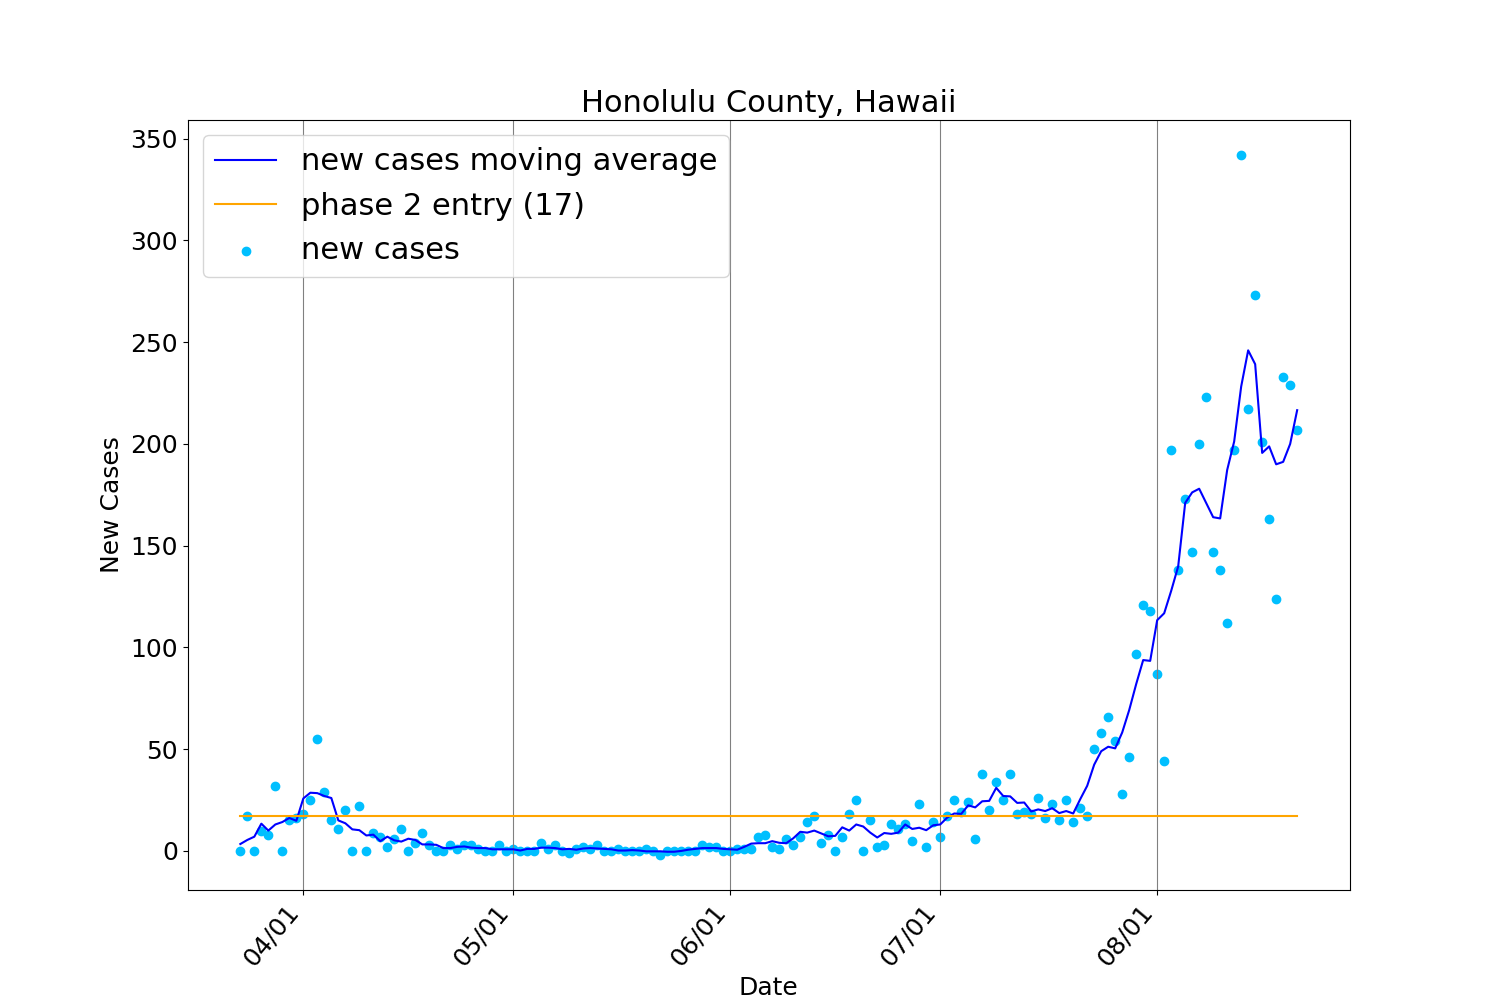 Honolulu County, Hawaii
new cases moving average
phase 2 entry (17)
new cases
New Cases
350
300
250
200
150
100
50
0
04/01
05/01
06/01
07/01
08/01
Date